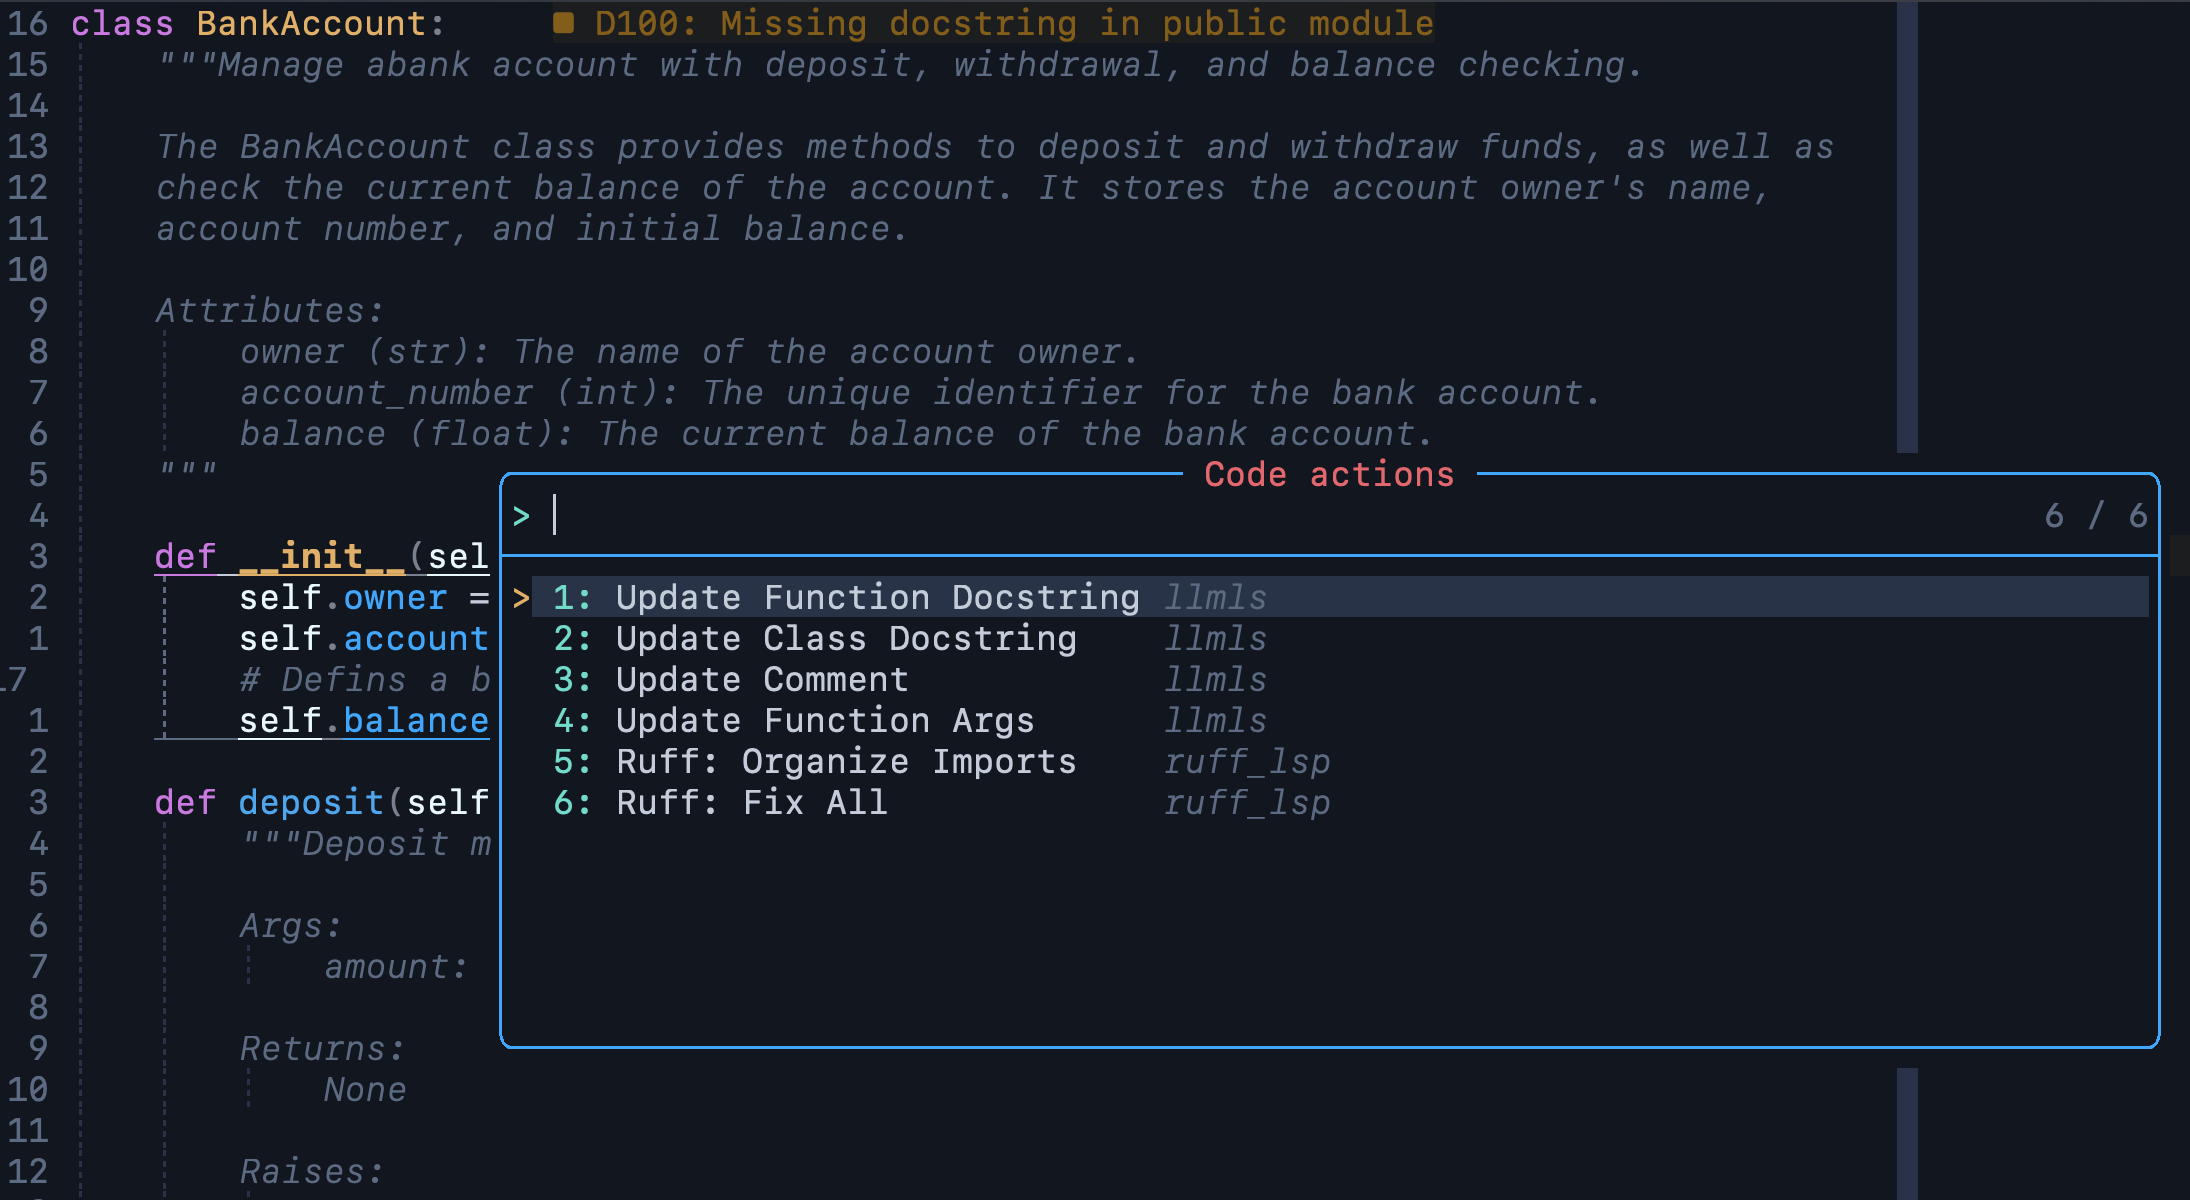 16 class BankAccount: ■ D100: Missing docstring in public module
15 """Manage abank account with deposit, withdrawal, and balance checking.
14
13 The BankAccount class provides methods to deposit and withdraw funds, as well as
12 check the current balance of the account. It stores the account owner's name,
11 account number, and initial balance.
10
9 Attributes:
8 owner (str): The name of the account owner.
7 account_number (int): The unique identifier for the bank account.
6 balance (float): The current balance of the bank account.
5 """
Code actions
4
> 6 / 6
3 def __init__(sel
2 self.owner =
> 1: Update Function Docstring llmls
1 self.account
2: Update Class Docstring llmls
17 # Defins a b
3: Update Comment llmls
1 self.balance
4: Update Function Args llmls
2
5: Ruff: Organize Imports ruff_lsp
3 def deposit(self
6: Ruff: Fix All ruff_lsp
4 """Deposit m
5
6 Args:
7 amount:
8
9 Returns:
10 None
11
12 Raises: